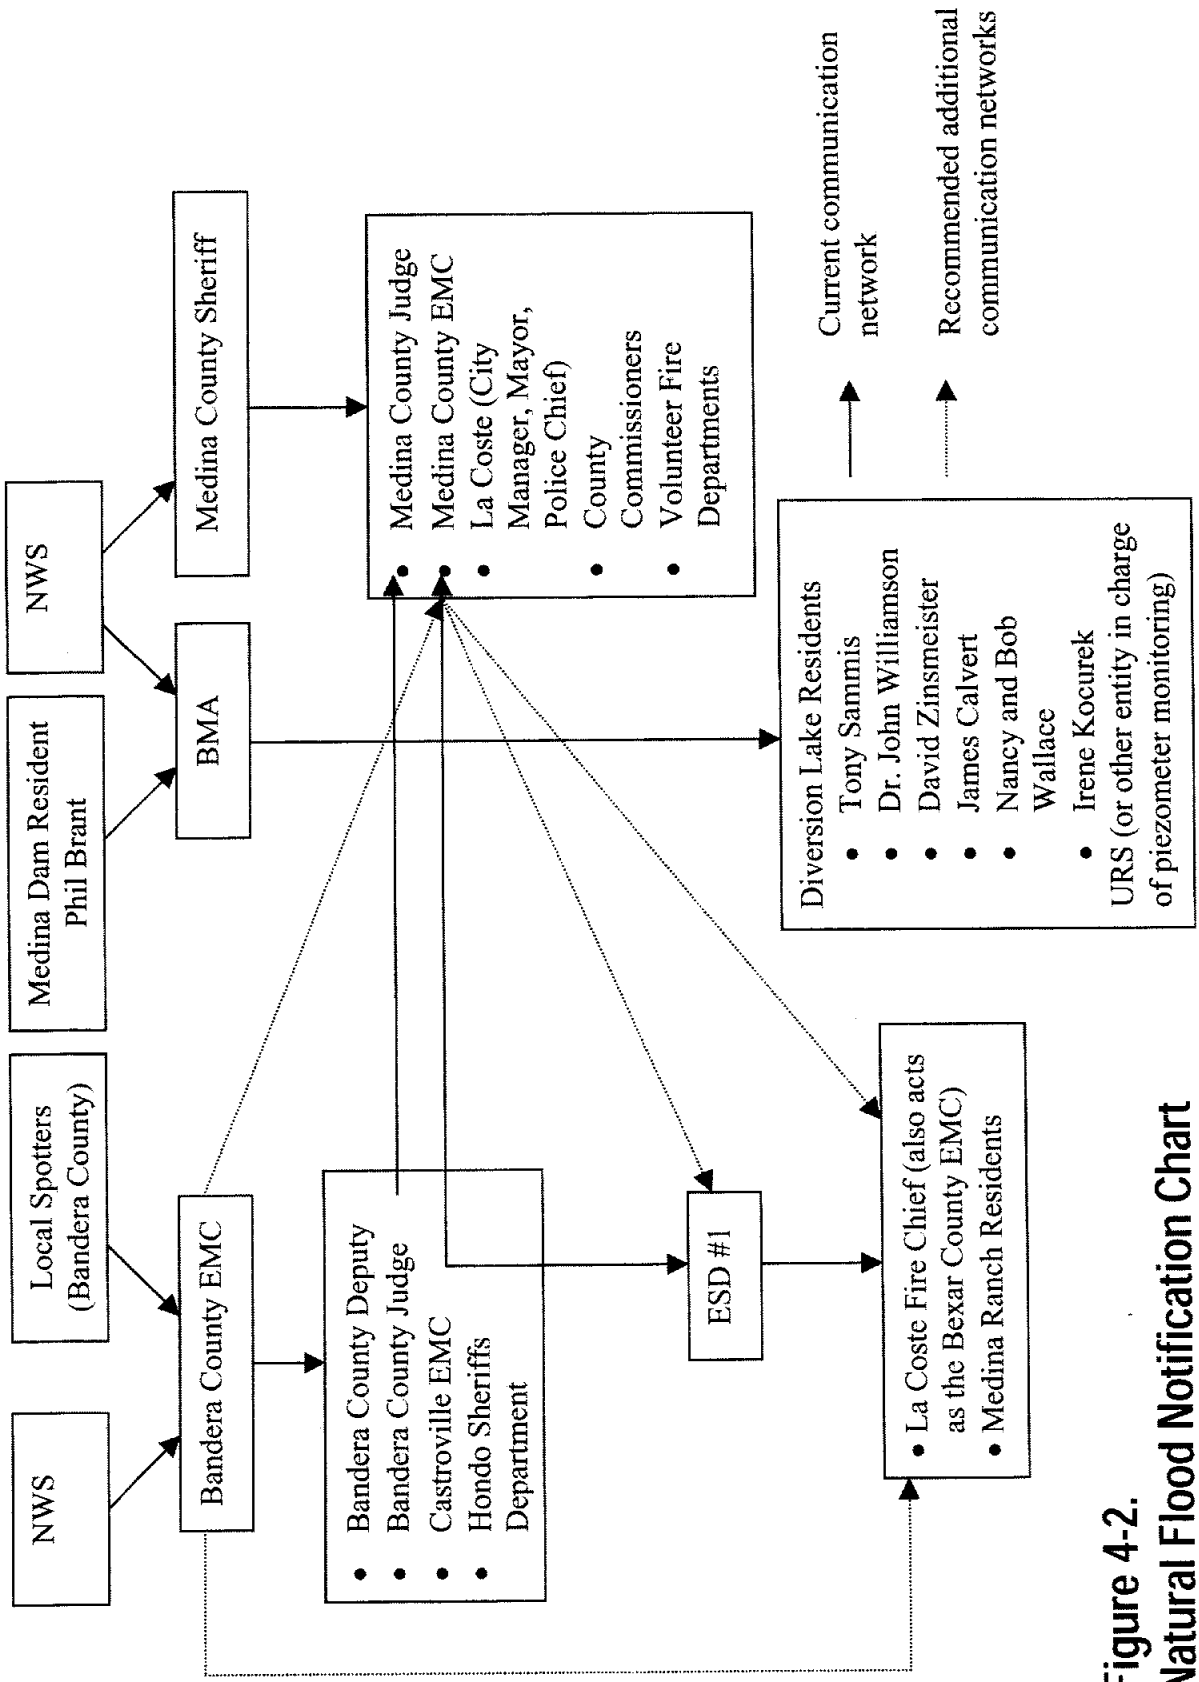 NWS
Local Spotters
(Bandera County)
Medina Dam Resident
Phil Brant
NWS
Bandera County EMC
BMA
Medina County Sheriff
• Bandera County Deputy
• Bandera County Judge
• Castroville EMC
• Hondo Sheriffs
Department
• Medina County Judge
• Medina County EMC
• La Coste (City
Manager, Mayor,
Police Chief)
• County
Commissioners
• Volunteer Fire
Departments
ESD #1
Diversion Lake Residents
• Tony Sammis
• Dr. John Williamson
• David Zinsmeister
• James Calvert
• Nancy and Bob
Wallace
• Irene Kocurek
URS (or other entity in charge
of piezometer monitoring)
• La Coste Fire Chief (also acts
as the Bexar County EMC)
• Medina Ranch Residents
Current communication
network
Recommended additional
communication networks
Figure 4-2.
Natural Flood Notification Chart